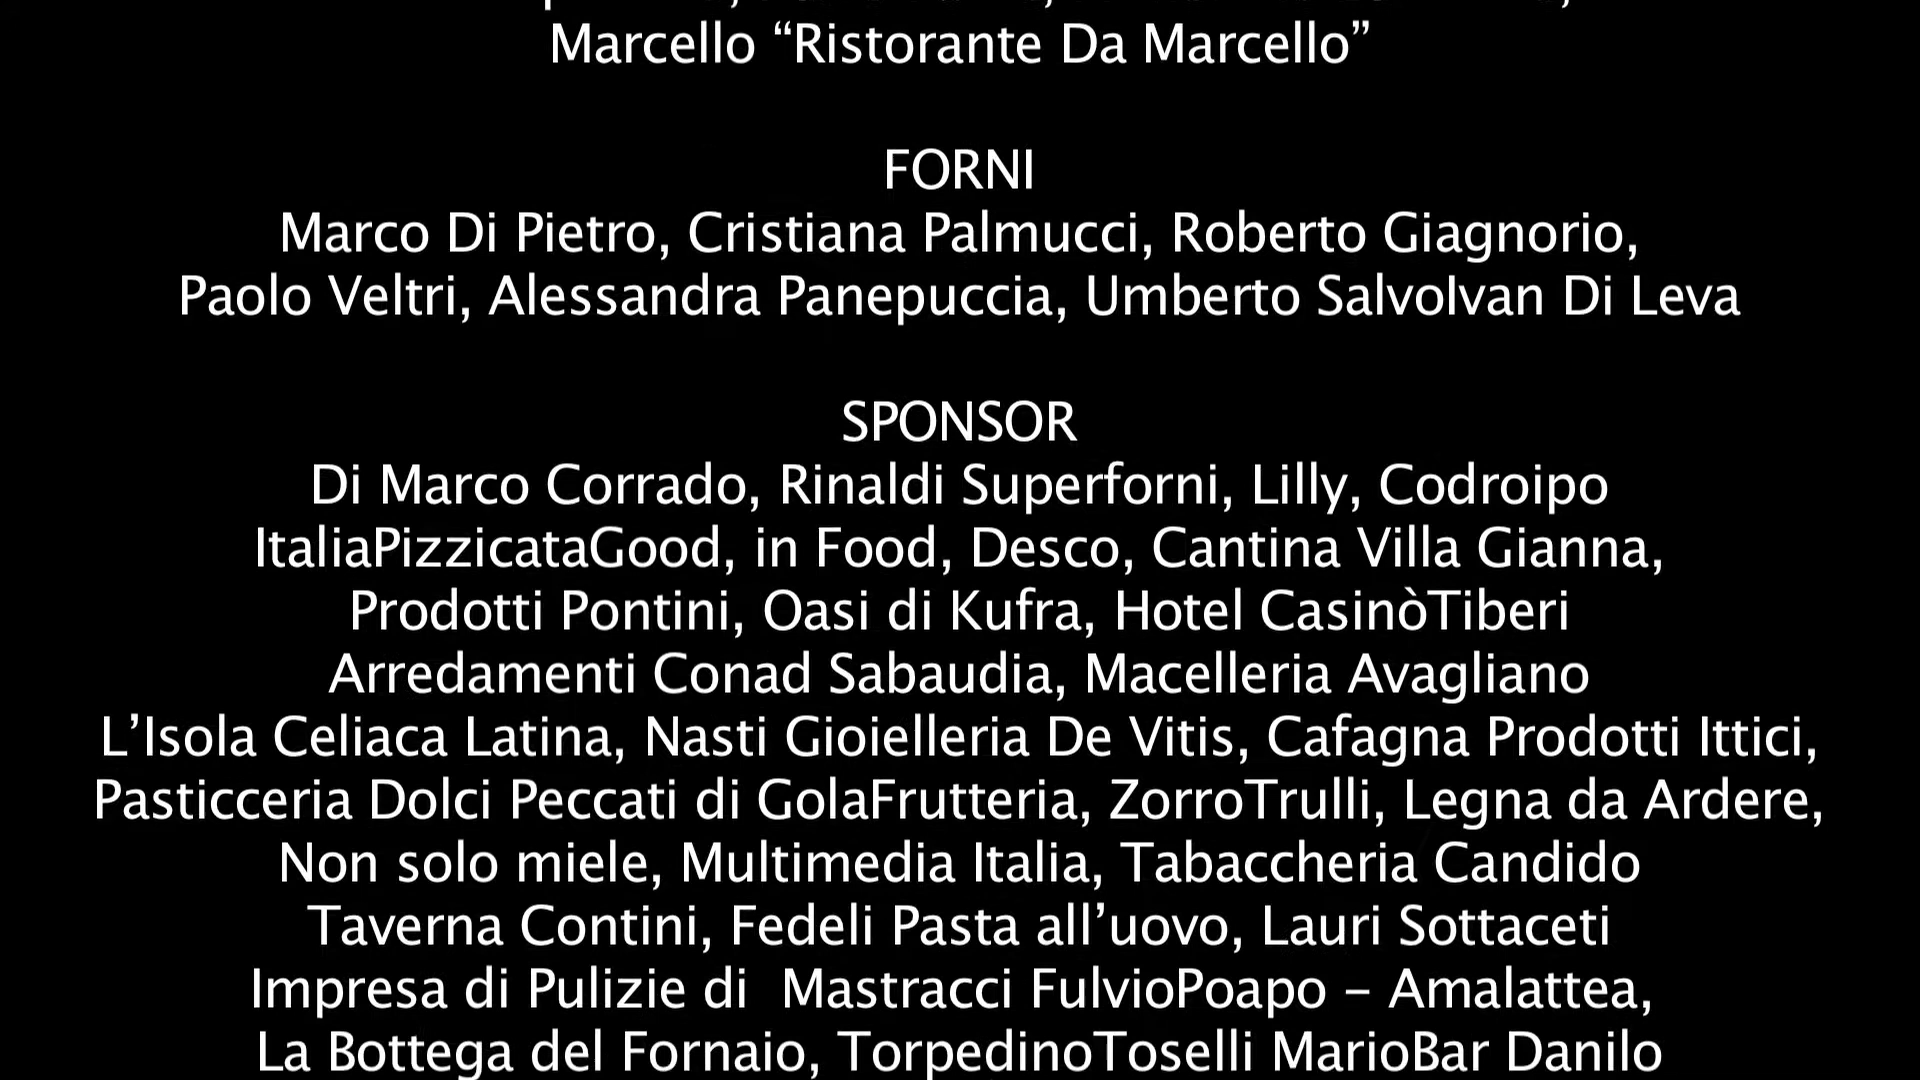 Marcello “Ristorante Da Marcello”
FORNI
Marco Di Pietro, Cristiana Palmucci, Roberto Giagnorio,
Paolo Veltri, Alessandra Panepuccia, Umberto SalvoIvan Di Leva
SPONSOR
Di Marco Corrado, Rinaldi Superforni, Lilly, Codroipo
ItaliaPizzicataGood, in Food, Desco, Cantina Villa Gianna,
Prodotti Pontini, Oasi di Kufra, Hotel CasinòTiberi
Arredamenti Conad Sabaudia, Macelleria Avagliano
L’Isola Celiaca Latina, Nasti Gioielleria De Vitis, Cafagna Prodotti Ittici,
Pasticceria Dolci Peccati di GolaFrutteria, ZorroTrulli, Legna da Ardere,
Non solo miele, Multimedia Italia, Tabaccheria Candido
Taverna Contini, Fedeli Pasta all’uovo, Lauri Sottaceti
Impresa di Pulizie di  Mastracci FulvioPoapo – Amalattea,
La Bottega del Fornaio, TorpedinoToselli MarioBar Danilo